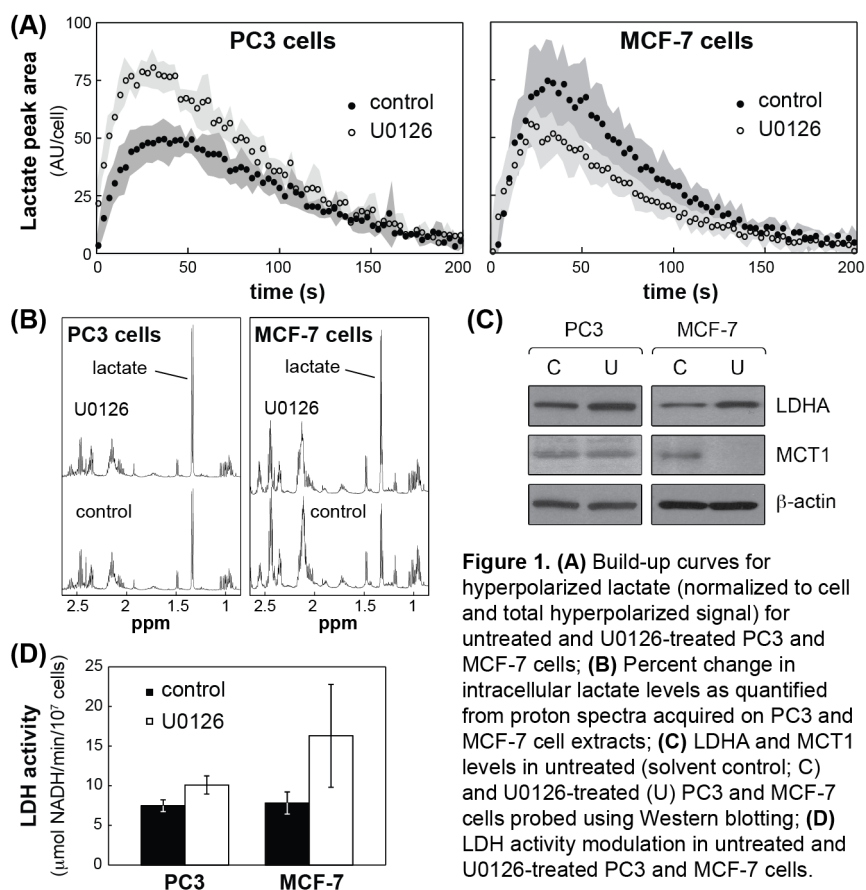 (A)
PC3 cells
MCF-7 cells
Lactate peak area
(AU/cell)
100
75
50
25
0
control
U0126
control
U0126
0 50 100 150 200
0 50 100 150 200
time (s)
time (s)
(B)
PC3 cells
lactate
U0126
control
2.5 2 1.5 1
ppm
MCF-7 cells
lactate
U0126
control
2.5 2 1.5 1
ppm
(C)
PC3 MCF-7
C U C U
LDHA
MCT1
β-actin
(D)
LDH activity
(μmol NADH/min/10⁷ cells)
25
20
15
10
5
0
control
U0126
PC3 MCF-7
Figure 1. (A) Build-up curves for
hyperpolarized lactate (normalized to cell
and total hyperpolarized signal) for
untreated and U0126-treated PC3 and
MCF-7 cells; (B) Percent change in
intracellular lactate levels as quantified
from proton spectra acquired on PC3 and
MCF-7 cell extracts; (C) LDHA and MCT1
levels in untreated (solvent control; C)
and U0126-treated (U) PC3 and MCF-7
cells probed using Western blotting; (D)
LDH activity modulation in untreated and
U0126-treated PC3 and MCF-7 cells.